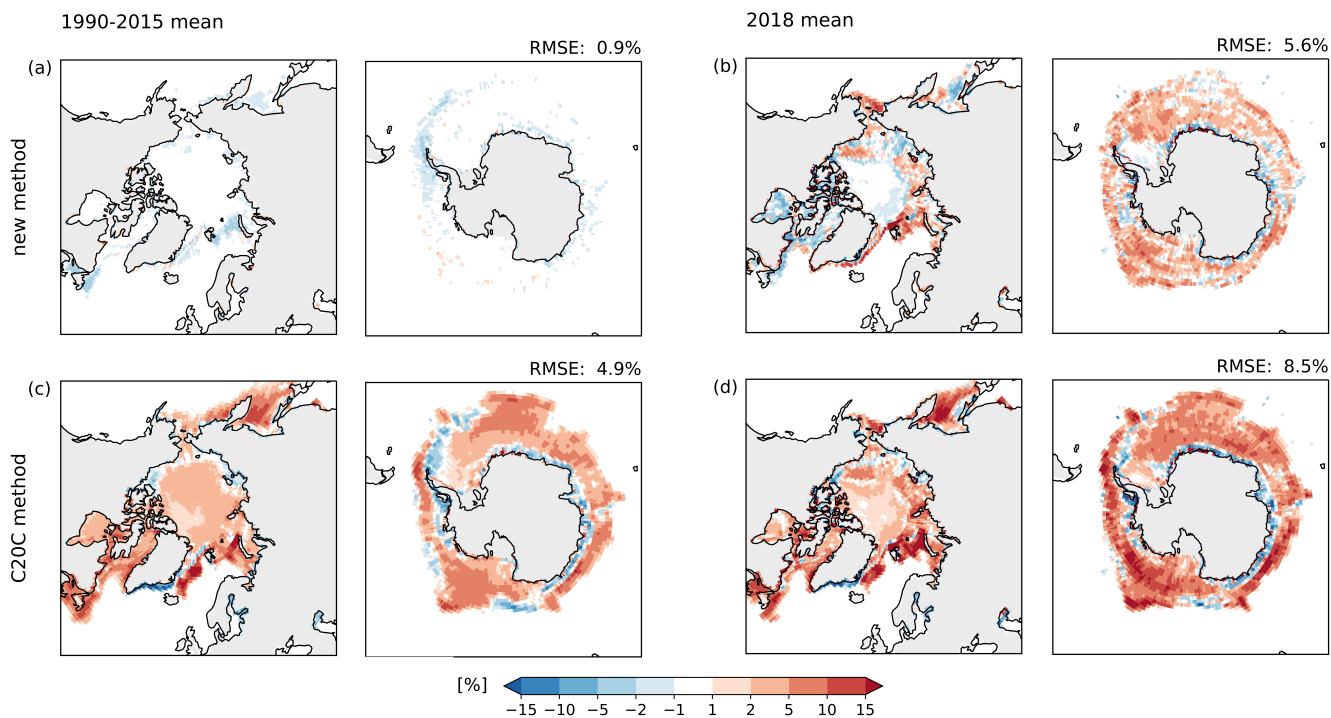 1990-2015 mean
2018 mean
RMSE: 0.9%
RMSE: 5.6%
(a)
(b)
new method
RMSE: 4.9%
RMSE: 8.5%
(c)
(d)
C20C method
[%]
−15 −10 −5 −2 −1 1 2 5 10 15